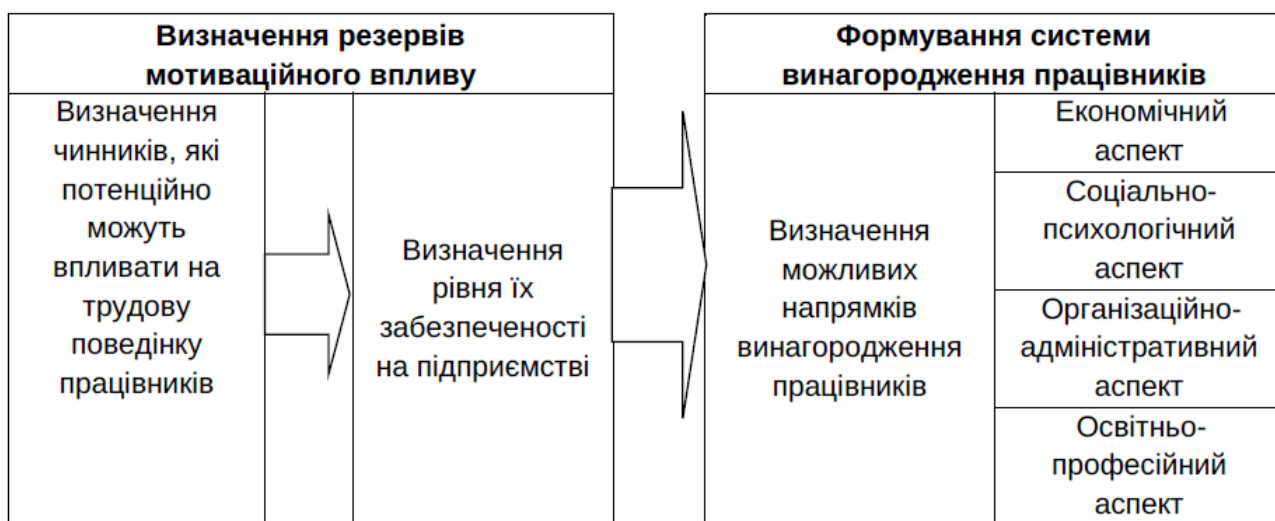 Визначення резервів
мотиваційного впливу
Визначення
чинників, які
потенційно
можуть
впливати на
трудову
поведінку
працівників
Визначення
рівня їх
забезпеченості
на підприємстві
Формування системи
винагородження працівників
Визначення
можливих
напрямків
винагородження
працівників
Економічний
аспект
Соціально-
психологічний
аспект
Організаційно-
адміністративний
аспект
Освітньо-
професійний
аспект